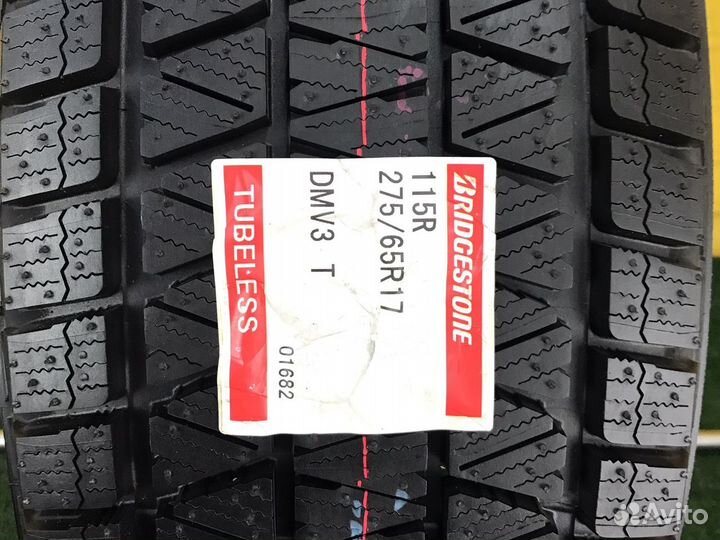 BRIDGESTONE
115R
275/65R17
DMV3 T
01682
TUBELESS
Avito